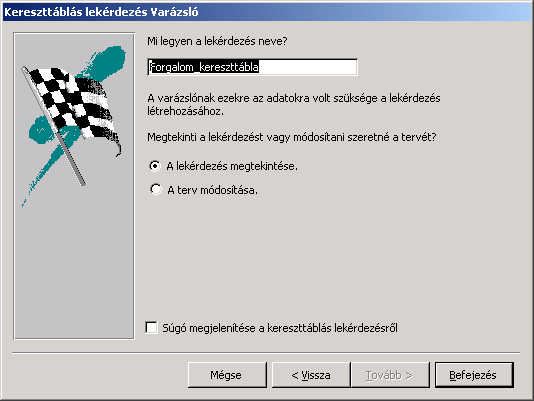 Kereszttáblás lekérdezés Varázsló
Mi legyen a lekérdezés neve?
Forgalom_kereszttábla
A varázslónak ezekre az adatokra volt szüksége a lekérdezés
létrehozásához.
Megtekinti a lekérdezést vagy módosítani szeretné a tervét?
A lekérdezés megtekintése.
A terv módosítása.
Súgó megjelenítése a kereszttáblás lekérdezésről
Mégse
< Vissza
Tovább >
Befejezés